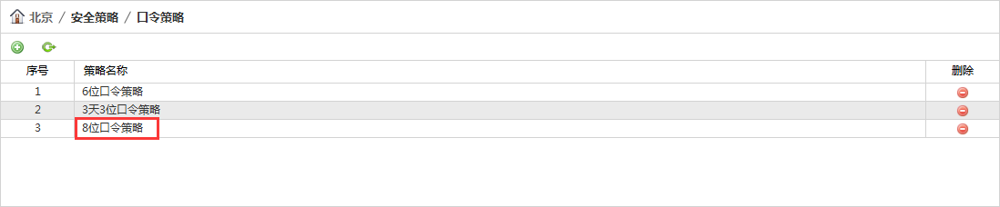 北京 / 安全策略 / 口令策略
序号 策略名称 删除
1 6位口令策略
2 3天3位口令策略
3 8位口令策略